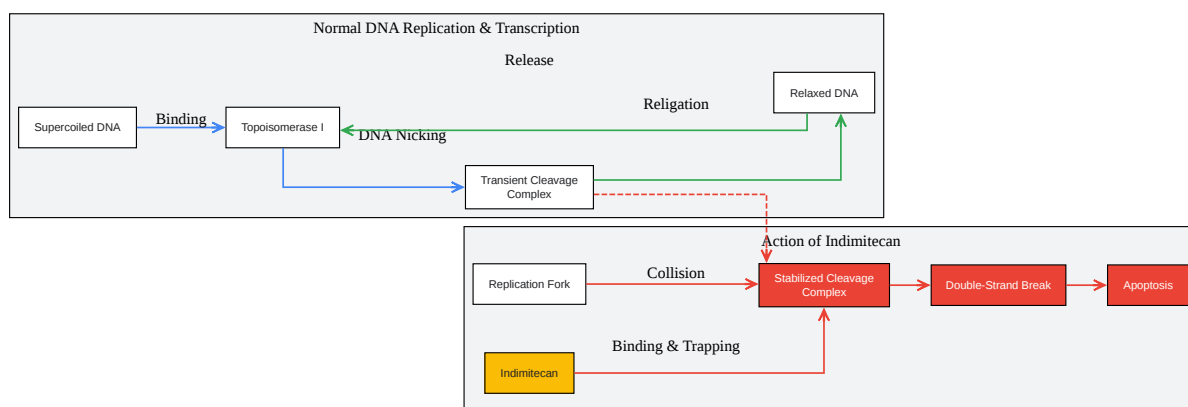 Normal DNA Replication & Transcription
Release
Relaxed DNA
Religation
Supercoiled DNA
Binding
Topoisomerase I
DNA Nicking
Transient Cleavage
Complex
Action of Indimitecan
Replication Fork
Collision
Stabilized Cleavage
Complex
Double-Strand Break
Apoptosis
Binding & Trapping
Indimitecan